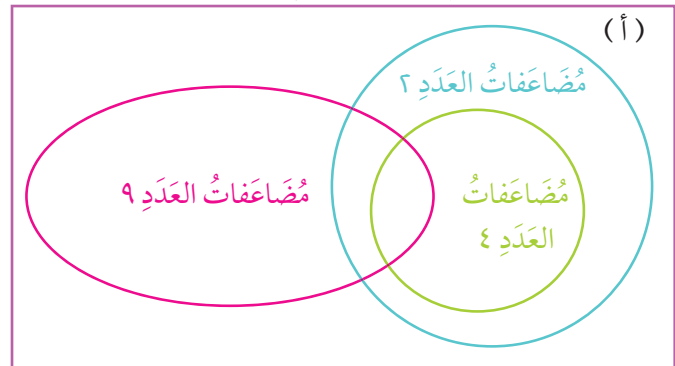 (أ)
مُضَاعَفاتُ العَدَدِ ٢
مُضَاعَفاتُ
العَدَدِ ٤
مُضَاعَفاتُ العَدَدِ ٩